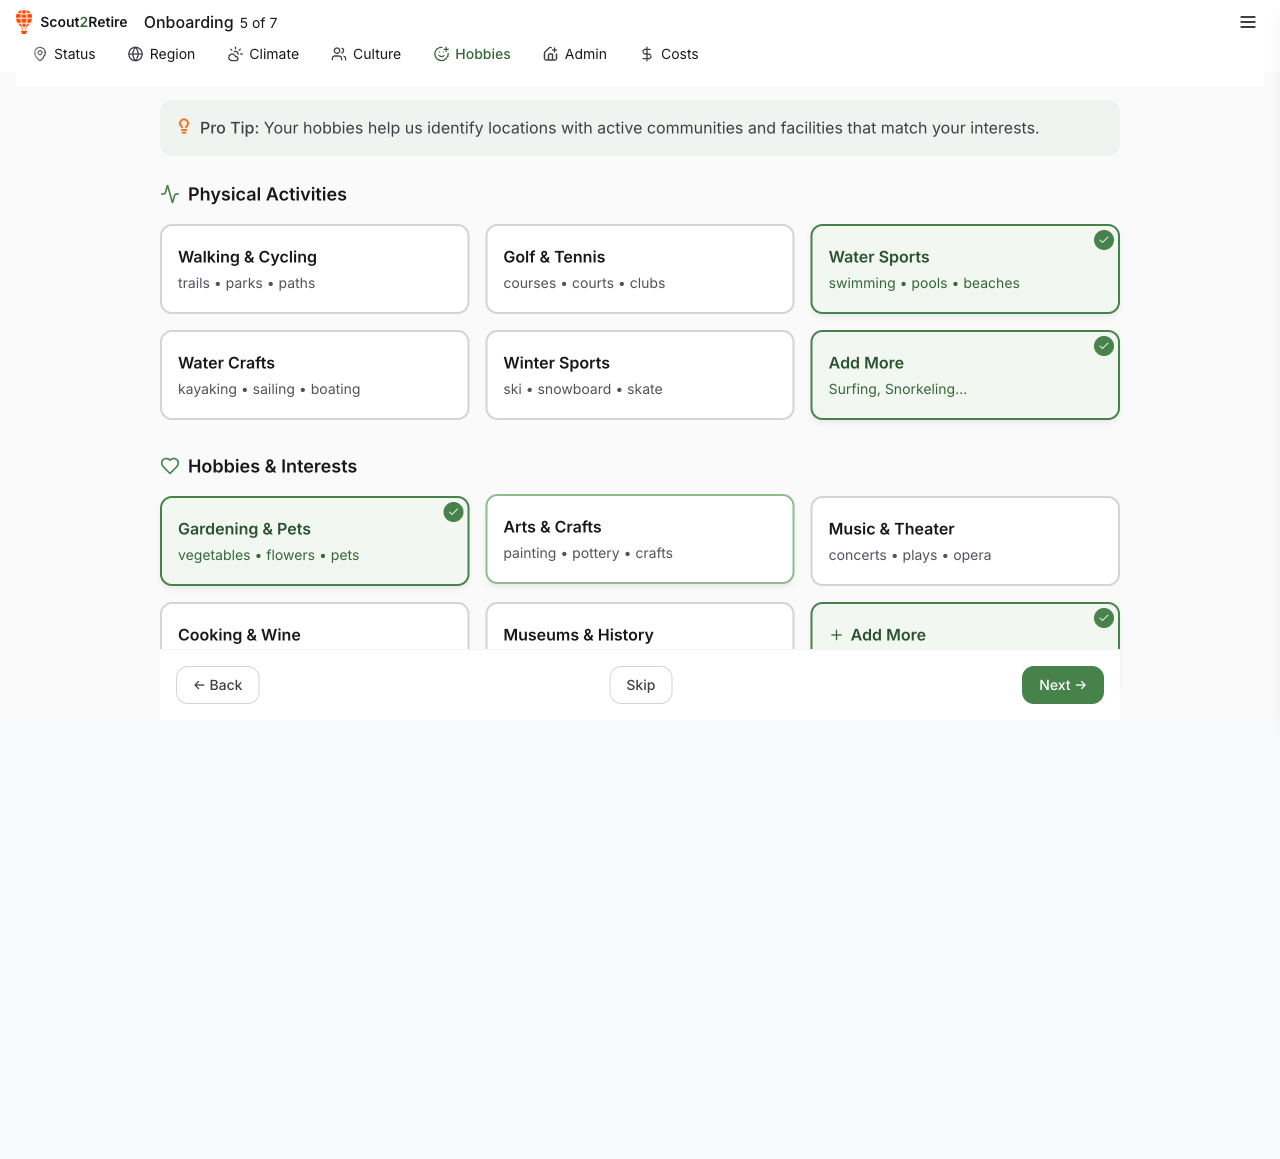 Scout2Retire Onboarding 5 of 7
Status Region Climate Culture Hobbies Admin Costs
Pro Tip: Your hobbies help us identify locations with active communities and facilities that match your interests.
Physical Activities
Walking & Cycling
trails • parks • paths
Golf & Tennis
courses • courts • clubs
Water Sports
swimming • pools • beaches
Water Crafts
kayaking • sailing • boating
Winter Sports
ski • snowboard • skate
Add More
Surfing, Snorkeling...
Hobbies & Interests
Gardening & Pets
vegetables • flowers • pets
Arts & Crafts
painting • pottery • crafts
Music & Theater
concerts • plays • opera
Cooking & Wine
Museums & History
+ Add More
← Back
Skip
Next →